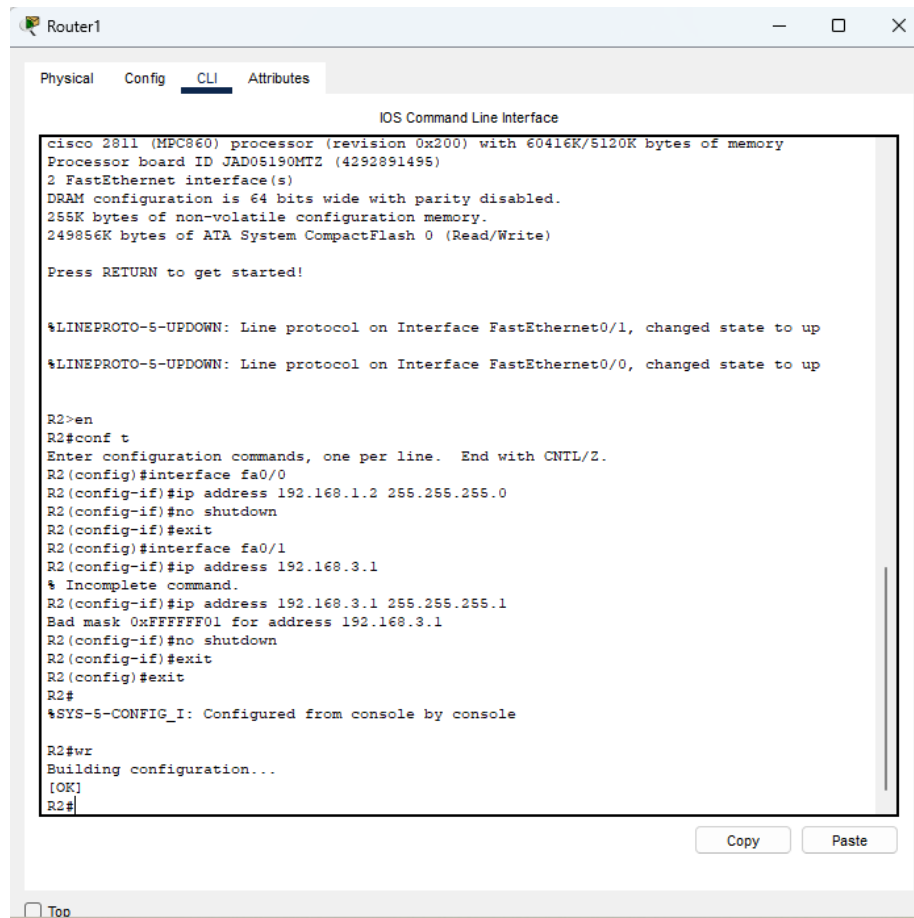 Router1
Physical Config CLI Attributes
IOS Command Line Interface
cisco 2811 (MPC860) processor (revision 0x200) with 60416K/5120K bytes of memory
Processor board ID JAD05190MTZ (4292891495)
2 FastEthernet interface(s)
DRAM configuration is 64 bits wide with parity disabled.
255K bytes of non-volatile configuration memory.
249856K bytes of ATA System CompactFlash 0 (Read/Write)
Press RETURN to get started!
%LINEPROTO-5-UPDOWN: Line protocol on Interface FastEthernet0/1, changed state to up
%LINEPROTO-5-UPDOWN: Line protocol on Interface FastEthernet0/0, changed state to up
R2>en
R2#conf t
Enter configuration commands, one per line.  End with CNTL/Z.
R2(config)#interface fa0/0
R2(config-if)#ip address 192.168.1.2 255.255.255.0
R2(config-if)#no shutdown
R2(config-if)#exit
R2(config)#interface fa0/1
R2(config-if)#ip address 192.168.3.1
% Incomplete command.
R2(config-if)#ip address 192.168.3.1 255.255.255.1
Bad mask 0xFFFFFF01 for address 192.168.3.1
R2(config-if)#no shutdown
R2(config-if)#exit
R2(config)#exit
R2#
%SYS-5-CONFIG_I: Configured from console by console
R2#wr
Building configuration...
[OK]
R2#
Copy Paste
Top